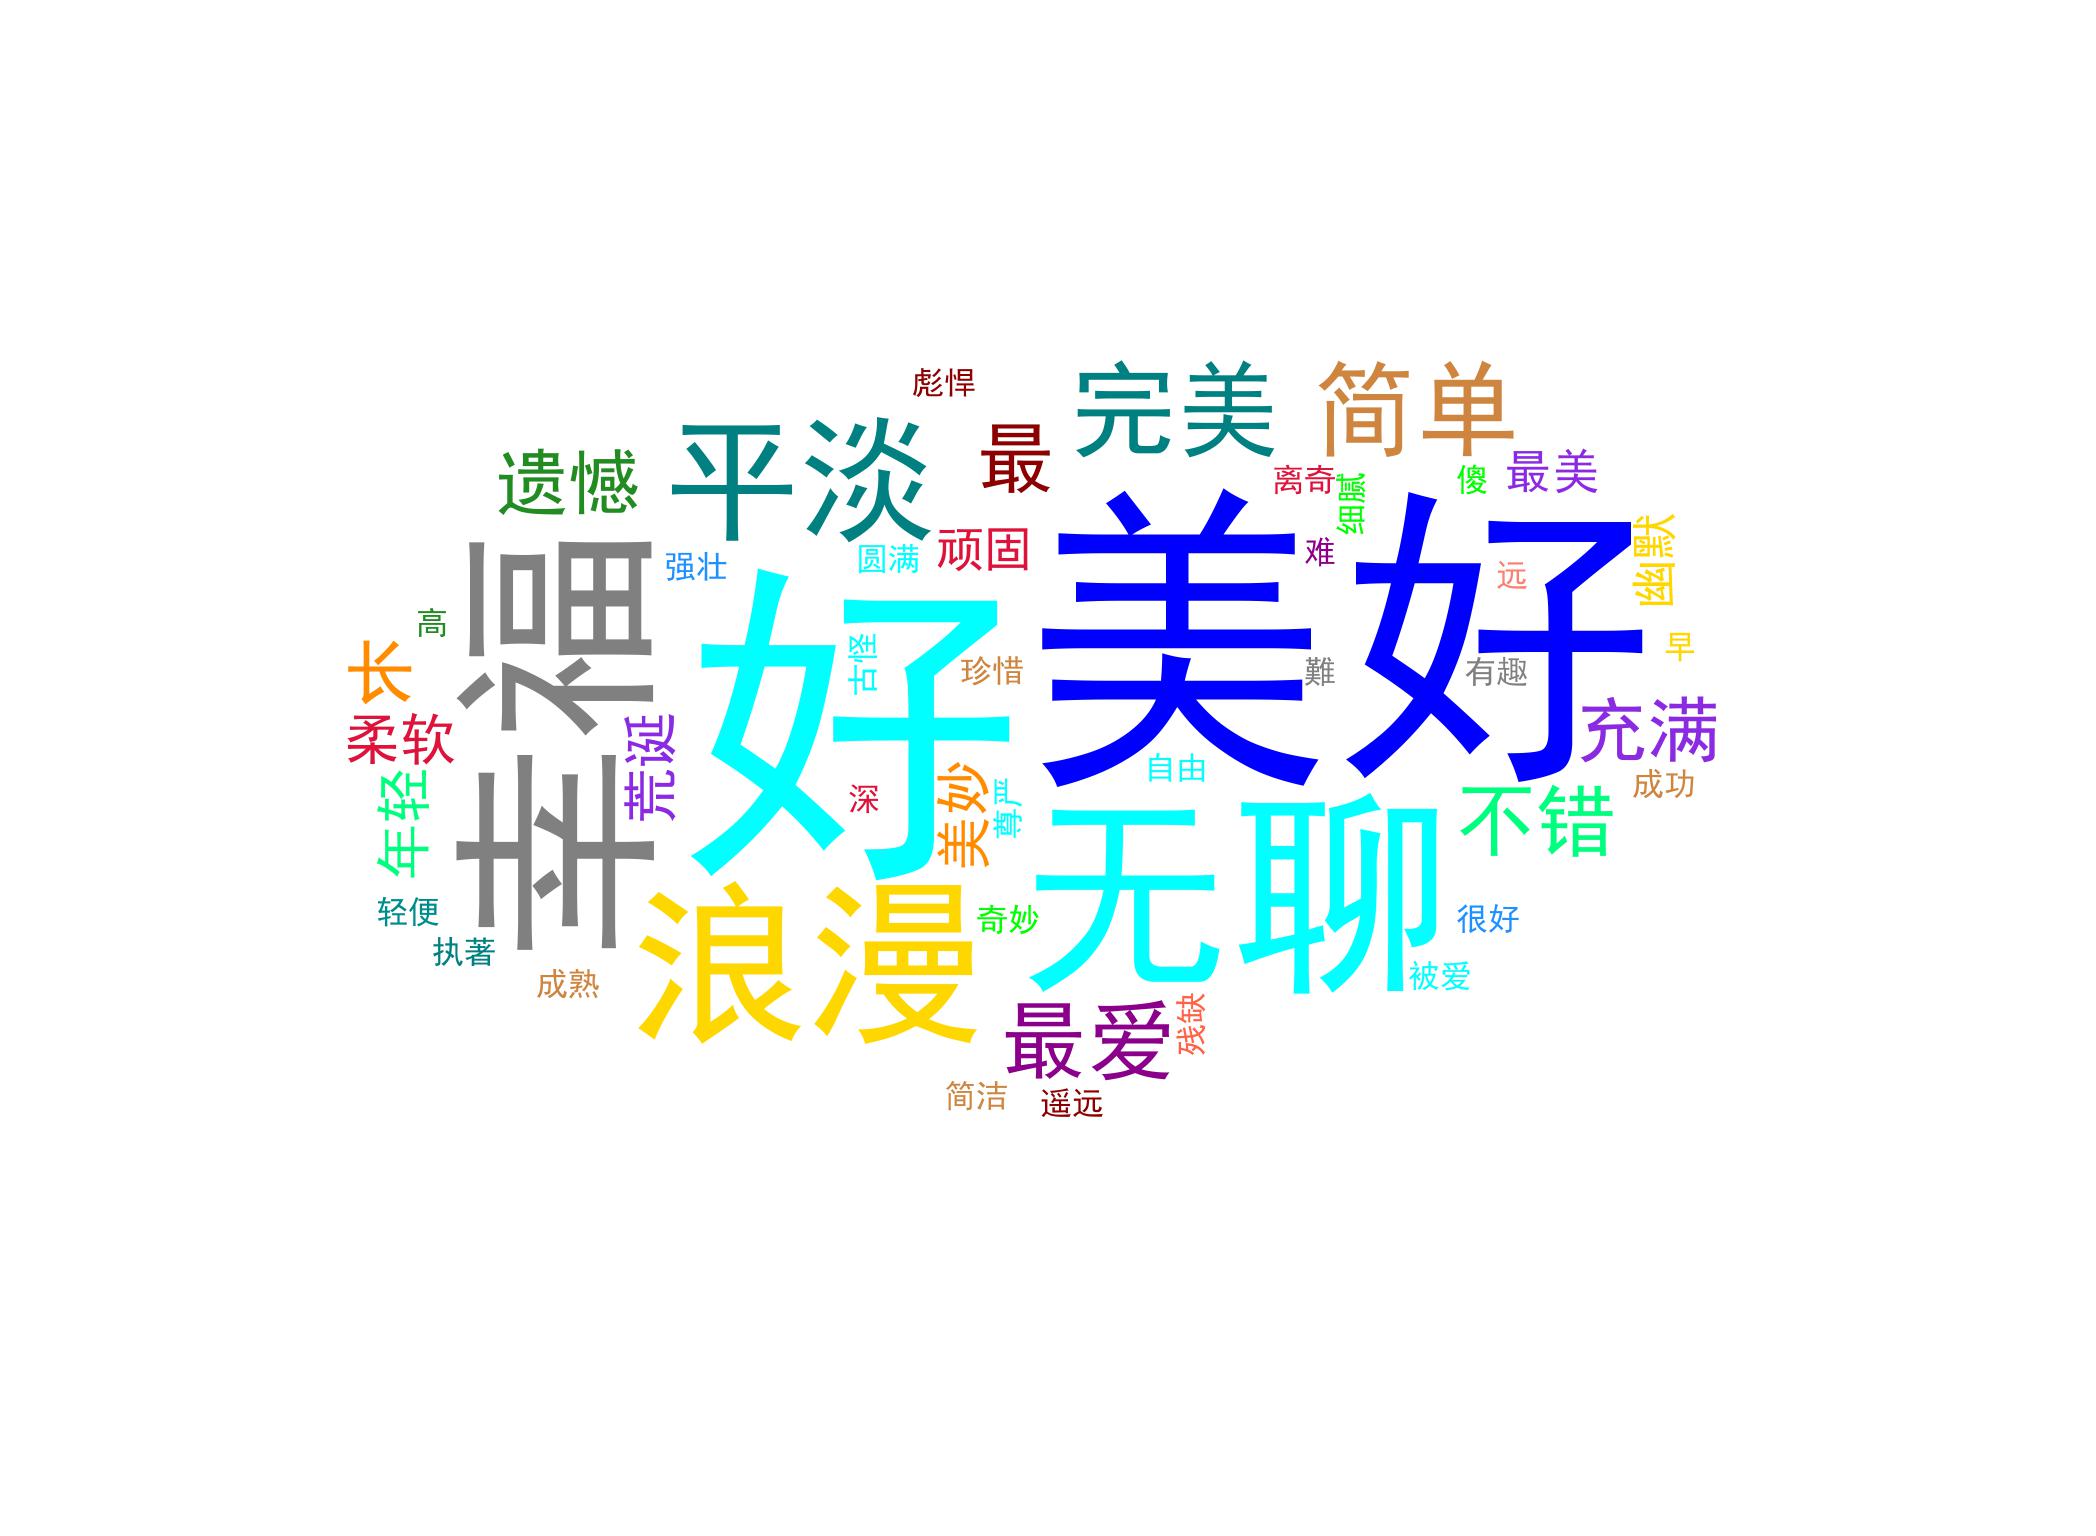 彪悍
完美
简单
平淡
最
遗憾
离奇
细腻
傻
最美
强壮
圆满
顽固
美好
难
远
幽默
幸福
好
高
古怪
珍惜
難
有趣
早
长
柔软
荒诞
充满
年轻
深
美妙
尊严
自由
成功
无聊
不错
轻便
执著
成熟
浪漫
奇妙
很好
被爱
最爱
残缺
简洁
遥远